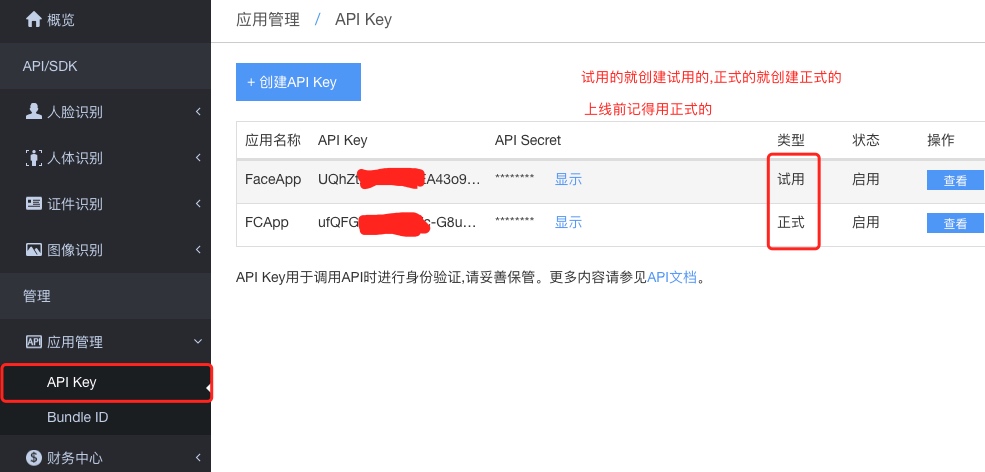 概览
API/SDK
人脸识别
人体识别
证件识别
图像识别
管理
API 应用管理
API Key
Bundle ID
财务中心
应用管理 / API Key
+ 创建API Key
试用的就创建试用的,正式的就创建正式的
上线前记得用正式的
应用名称 API Key API Secret 类型 状态 操作
FaceApp UQhZt EA43o9... ******** 显示 试用 启用 查看
FCApp ufQFG c-G8u... ******** 显示 正式 启用 查看
API Key用于调用API时进行身份验证,请妥善保管。更多内容请参见API文档。